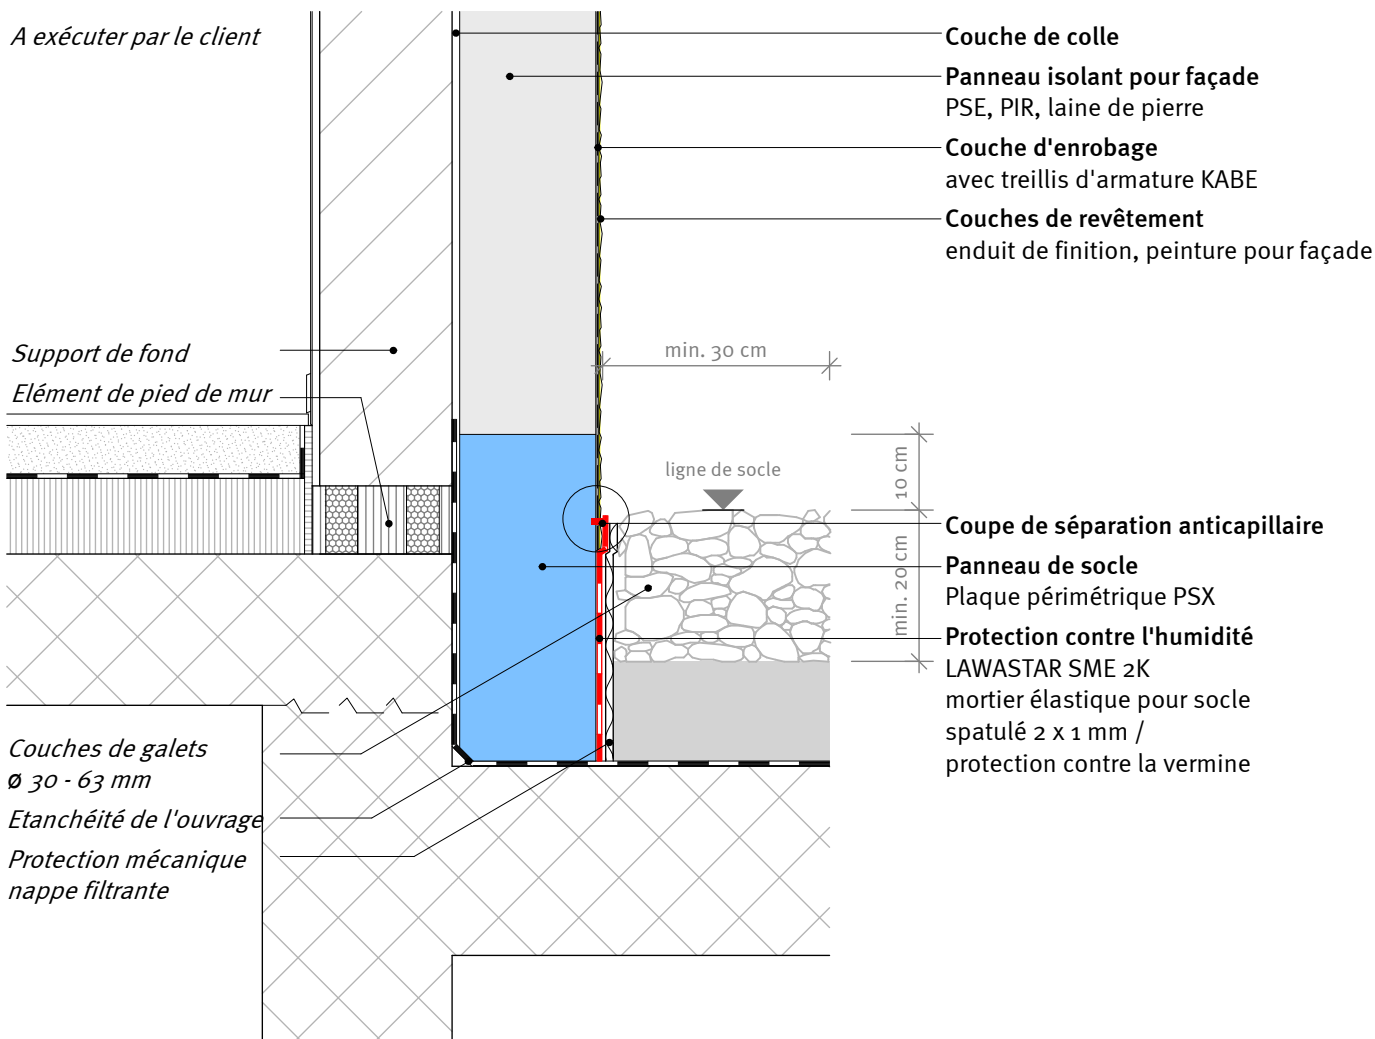 A exécuter par le client
Support de fond
Elément de pied de mur
Couches de galets
ø 30 - 63 mm
Etanchéité de l'ouvrage
Protection mécanique
nappe filtrante
min. 30 cm
ligne de socle
10 cm
min. 20 cm
Couche de colle
Panneau isolant pour façade
PSE, PIR, laine de pierre
Couche d'enrobage
avec treillis d'armature KABE
Couches de revêtement
enduit de finition, peinture pour façade
Coupe de séparation anticapillaire
Panneau de socle
Plaque périmétrique PSX
Protection contre l'humidité
LAWASTAR SME 2K
mortier élastique pour socle
spatulé 2 x 1 mm /
protection contre la vermine